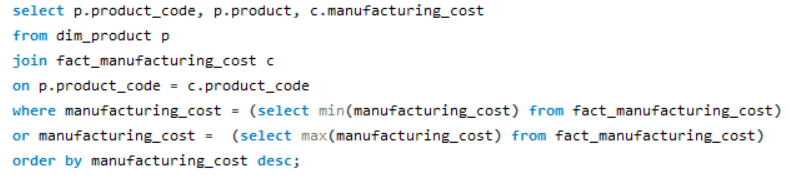 select p.product_code, p.product, c.manufacturing_cost
from dim_product p
join fact_manufacturing_cost c
on p.product_code = c.product_code
where manufacturing_cost = (select min(manufacturing_cost) from fact_manufacturing_cost)
or manufacturing_cost =  (select max(manufacturing_cost) from fact_manufacturing_cost)
order by manufacturing_cost desc;